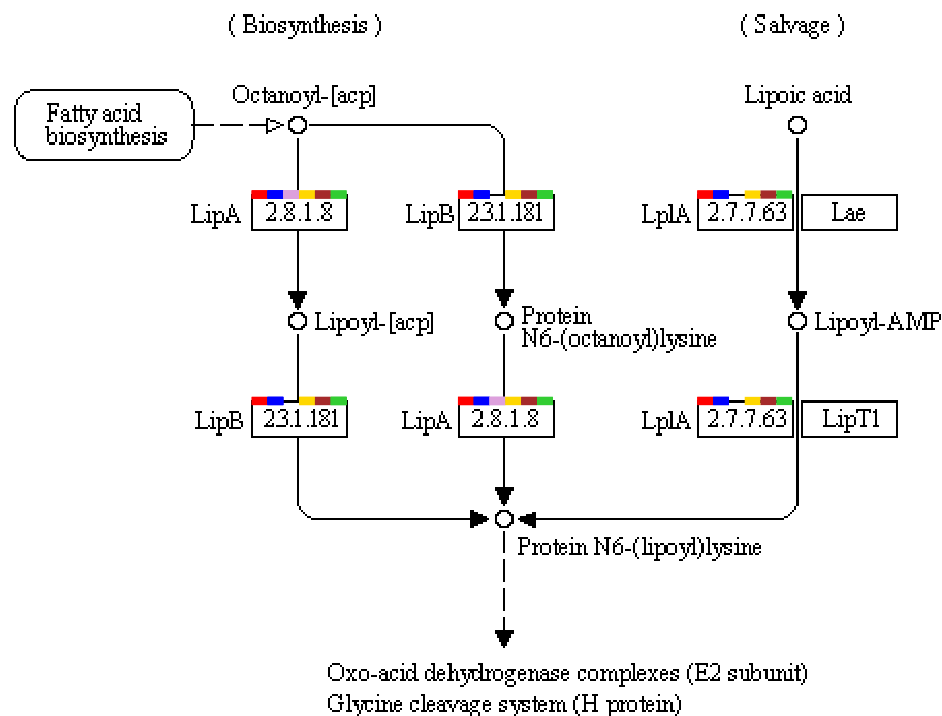 ( Biosynthesis )
( Salvage )
Octanoyl-[acp]
Lipoic acid
Fatty acid
biosynthesis
LipA
2.8.1.8
LipB
2.3.1.181
LplA
2.7.7.63
Lae
Lipoyl-[acp]
Protein
N6-(octanoyl)lysine
Lipoyl-AMP
LipB
2.3.1.181
LipA
2.8.1.8
LplA
2.7.7.63
LipT1
Protein N6-(lipoyl)lysine
Oxo-acid dehydrogenase complexes (E2 subunit)
Glycine cleavage system (H protein)